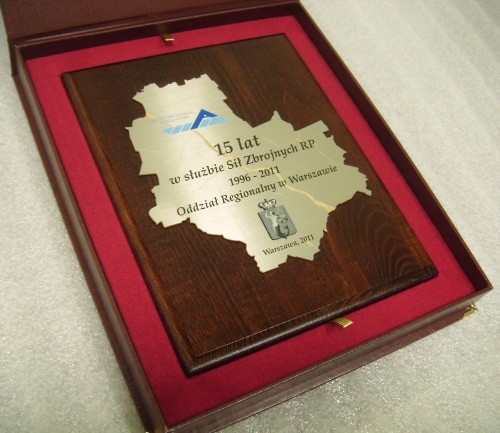 15 lat
w służbie Sił Zbrojnych RP
1996 - 2011
Oddział Regionalny w Warszawie
Warszawa, 2011